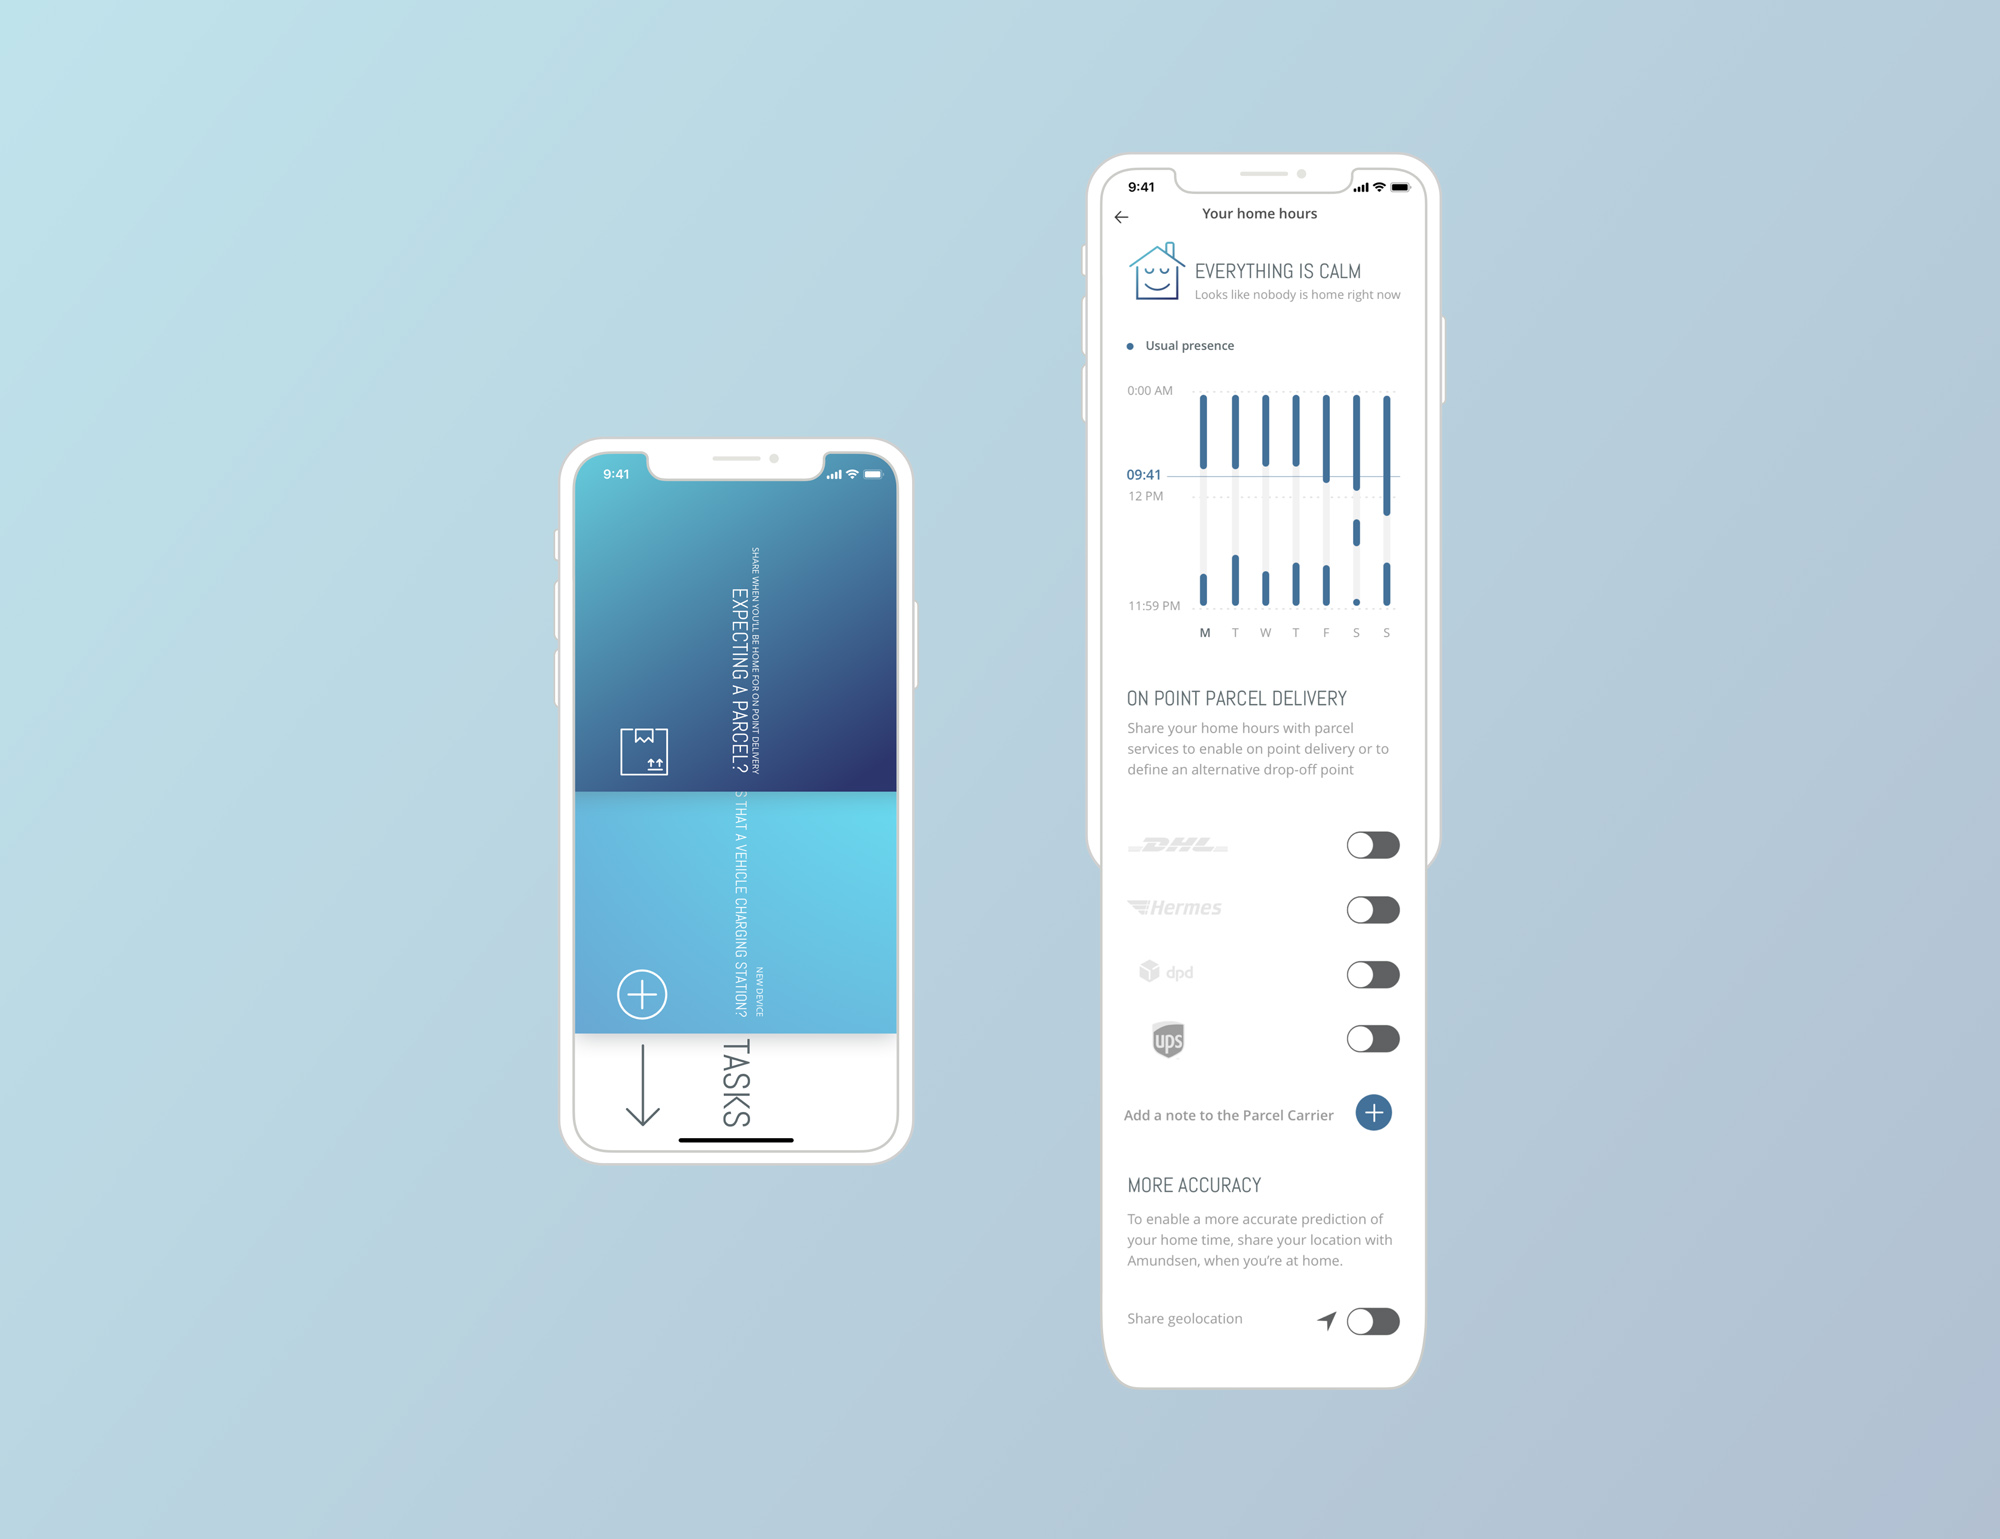 9:41
SHARE WHEN YOU'LL BE HOME FOR ON POINT DELIVERY
EXPECTING A PARCEL?
NEW DEVICE
S THAT A VEHICLE CHARGING STATION?
TASKS
9:41
Your home hours
EVERYTHING IS CALM
Looks like nobody is home right now
Usual presence
0:00 AM
09:41
12 PM
11:59 PM
M T W T F S S
ON POINT PARCEL DELIVERY
Share your home hours with parcel
services to enable on point delivery or to
define an alternative drop-off point
DHL
Hermes
dpd
ups
Add a note to the Parcel Carrier
MORE ACCURACY
To enable a more accurate prediction of
your home time, share your location with
Amundsen, when you're at home.
Share geolocation